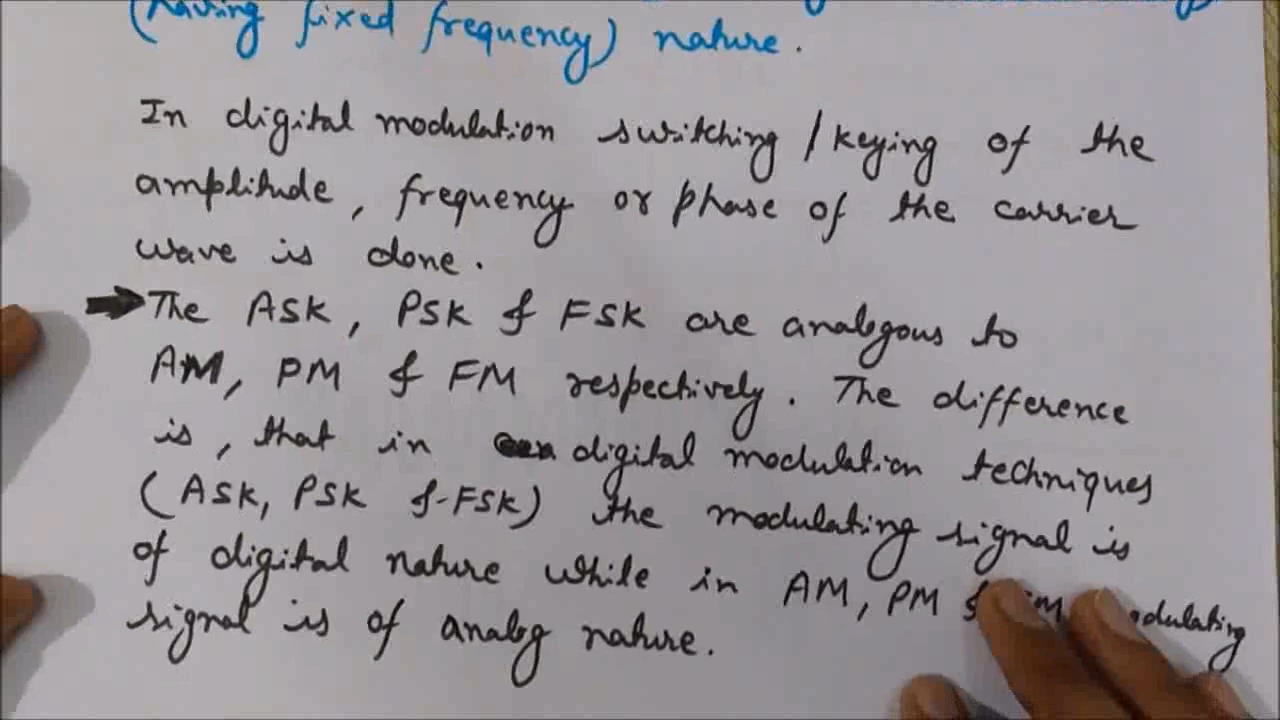 (having fixed frequency) nature.
In digital modulation switching/keying of the
amplitude, frequency or phase of the carrier
wave is done.
The ASK, PSK & FSK are analogous to
AM, PM & FM respectively. The difference
is, that in digital modulation techniques
(ASK, PSK & FSK) the modulating signal is
of digital nature while in AM, PM &
signal is of analog nature.